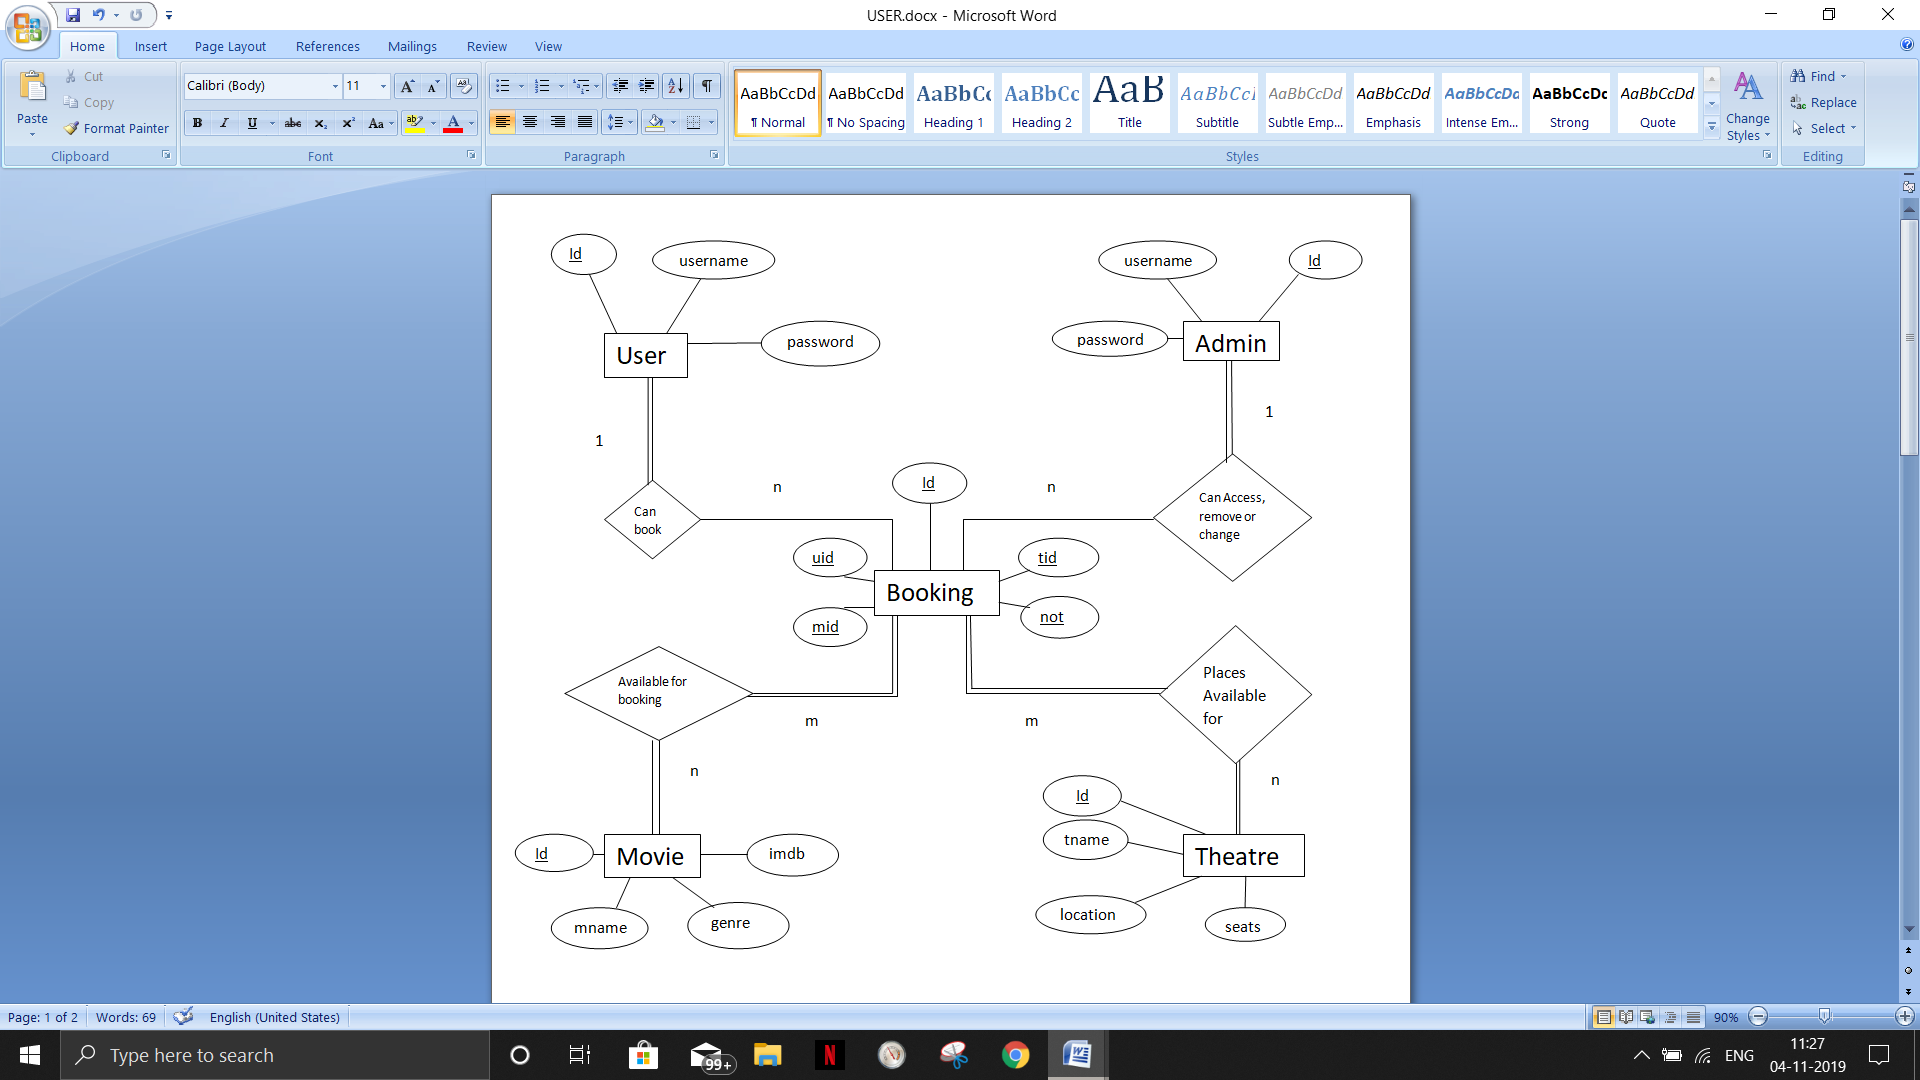 USER.docx - Microsoft Word
Home Insert Page Layout References Mailings Review View
Paste
Cut
Copy
Format Painter
Clipboard
Calibri (Body) 11
Font
Paragraph
AaBbCcDd
¶ Normal
AaBbCcDd
¶ No Spacing
AaBbCc
Heading 1
AaBbCc
Heading 2
AaB
Title
AaBbCcI
Subtitle
AaBbCcDd
Subtle Emp...
AaBbCcDd
Emphasis
AaBbCcDd
Intense Em...
AaBbCcDd
Strong
AaBbCcDd
Quote
Change
Styles
Styles
Find
Replace
Select
Editing
Id
username
password
User
username
Id
password
Admin
1
1
Can
book
n
Id
n
Can Access,
remove or
change
uid
tid
Booking
mid
not
Available for
booking
m
m
Places
Available
for
n
n
Id
Movie
imdb
mname
genre
Id
tname
Theatre
location
seats
Page: 1 of 2 Words: 69 English (United States) 90%
Type here to search
99+
N
ENG
11:27
04-11-2019